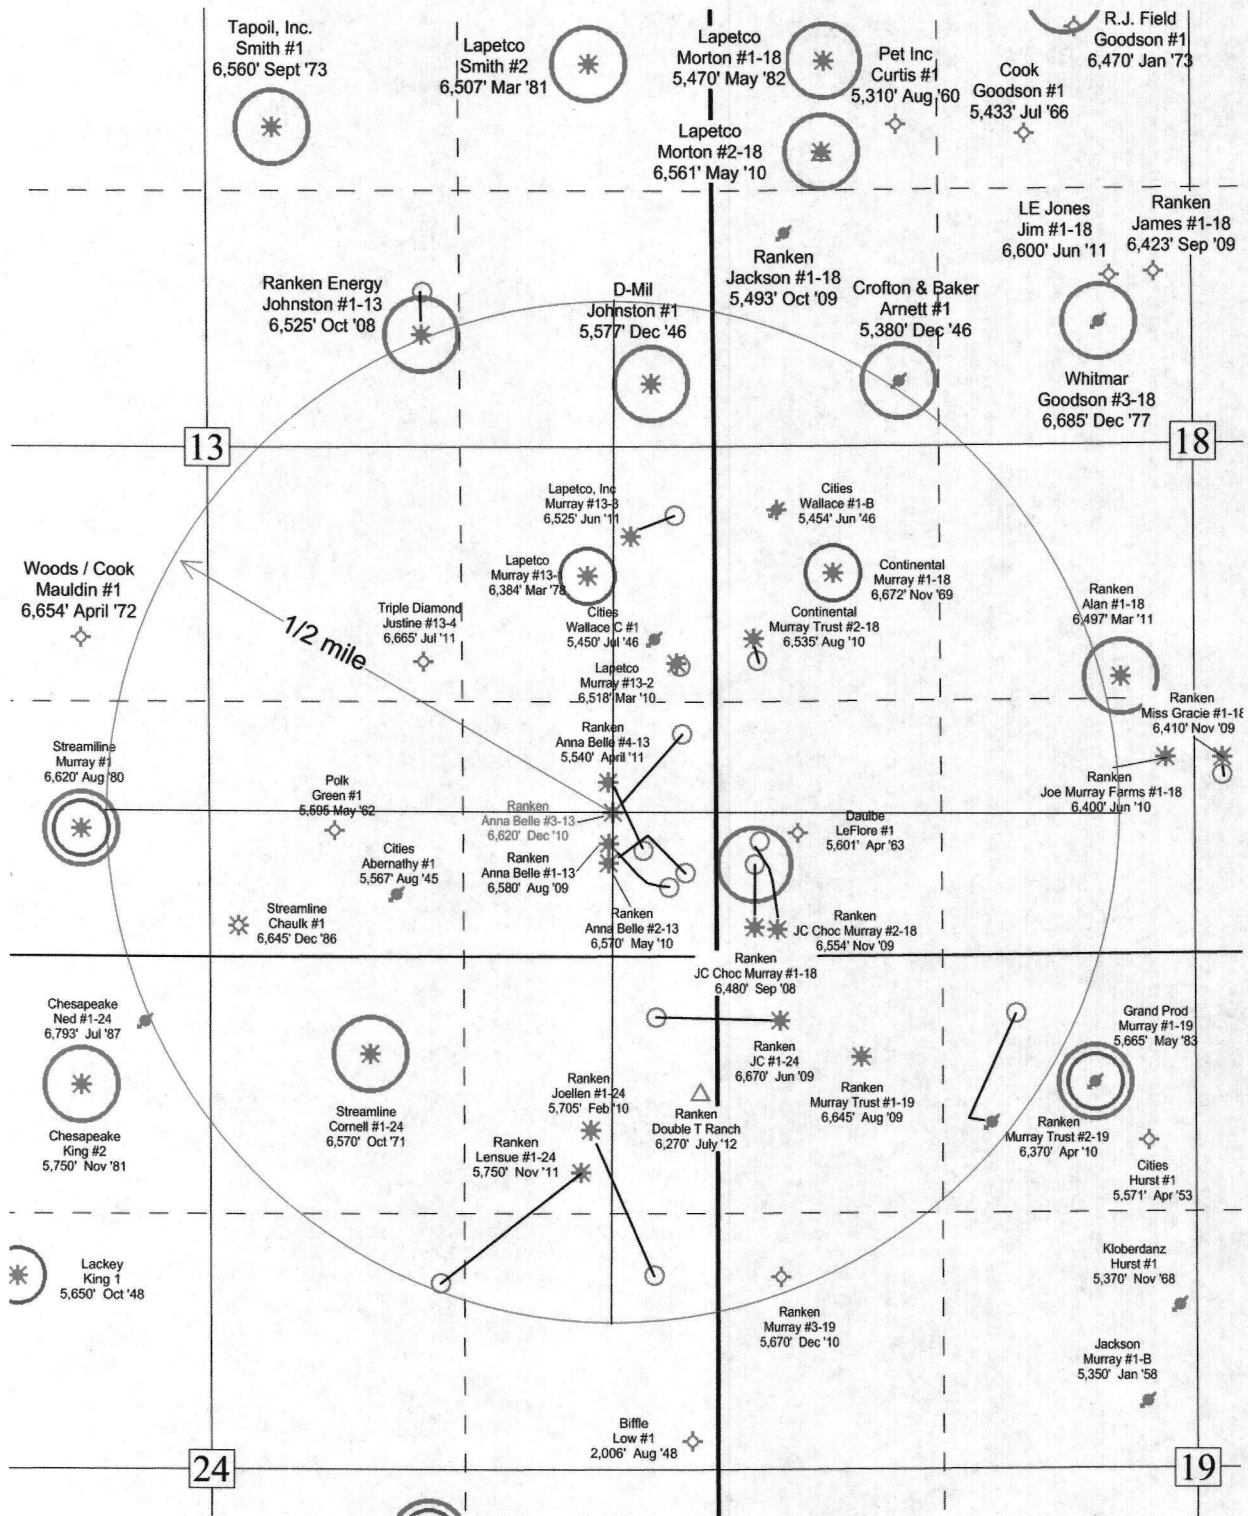 Tapoil, Inc.
Smith #1
6,560' Sept '73
Lapetco
Smith #2
6,507' Mar '81
Lapetco
Morton #1-18
5,470' May '82
Pet Inc
Curtis #1
5,310' Aug '60
Cook
Goodson #1
5,433' Jul '66
R.J. Field
Goodson #1
6,470' Jan '73
Lapetco
Morton #2-18
6,561' May '10
LE Jones
Jim #1-18
6,600' Jun '11
Ranken
James #1-18
6,423' Sep '09
Ranken
Jackson #1-18
5,493' Oct '09
Ranken Energy
Johnston #1-13
6,525' Oct '08
D-Mil
Johnston #1
5,577' Dec '46
Crofton & Baker
Arnett #1
5,380' Dec '46
Whitmar
Goodson #3-18
6,685' Dec '77
13
18
Lapetco, Inc
Murray #13-3
6,525' Jun '11
Cities
Wallace #1-B
5,454' Jun '46
Woods / Cook
Mauldin #1
6,654' April '72
Lapetco
Murray #13-1
6,384' Mar '78
Continental
Murray #1-18
6,672' Nov '69
Ranken
Alan #1-18
6,497' Mar '11
Triple Diamond
Justine #13-4
6,665' Jul '11
Cities
Wallace C #1
5,450' Jul '46
Continental
Murray Trust #2-18
6,535' Aug '10
1/2 mile
Lapetco
Murray #13-2
6,518' Mar '10
Ranken
Miss Gracie #1-18
6,410' Nov '09
Ranken
Anna Belle #4-13
5,540' April '11
Streamiline
Murray #1
6,620' Aug '80
Polk
Green #1
5,595 May '62
Ranken
Anna Belle #3-13
6,620' Dec '10
Ranken
Joe Murray Farms #1-18
6,400' Jun '10
Daulbe
LeFlore #1
5,601' Apr '63
Cities
Abernathy #1
5,567' Aug '45
Ranken
Anna Belle #1-13
6,580' Aug '09
Streamline
Chaulk #1
6,645' Dec '86
Ranken
Anna Belle #2-13
6,570' May '10
Ranken
JC Choc Murray #2-18
6,554' Nov '09
Ranken
JC Choc Murray #1-18
6,480' Sep '08
Chesapeake
Ned #1-24
6,793' Jul '87
Grand Prod
Murray #1-19
5,665' May '83
Ranken
JC #1-24
6,670' Jun '09
Ranken
Murray Trust #1-19
6,645' Aug '09
Ranken
Joellen #1-24
5,705' Feb '10
Streamline
Cornell #1-24
6,570' Oct '71
Ranken
Double T Ranch
6,270' July '12
Ranken
Murray Trust #2-19
6,370' Apr '10
Chesapeake
King #2
5,750' Nov '81
Ranken
Lensue #1-24
5,750' Nov '11
Cities
Hurst #1
5,571' Apr '53
Lackey
King 1
5,650' Oct '48
Kloberdanz
Hurst #1
5,370' Nov '68
Ranken
Murray #3-19
5,670' Dec '10
Jackson
Murray #1-B
5,350' Jan '58
Biffle
Low #1
2,006' Aug '48
24
19